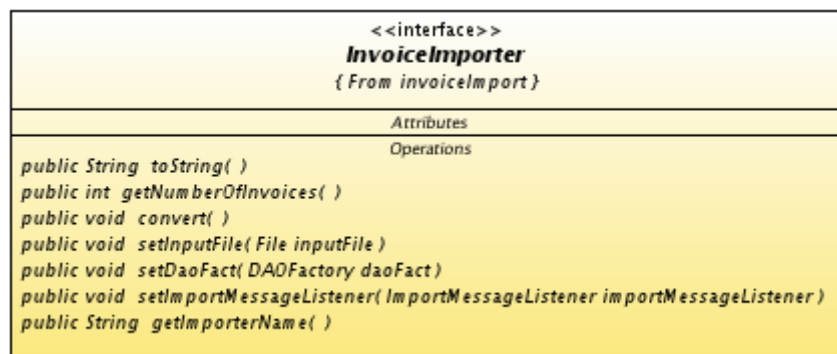 <<interface>>
InvoiceImporter
{ From invoiceImport }
Attributes
Operations
public String toString( )
public int getNumberOfInvoices( )
public void convert( )
public void setInputFile( File inputFile )
public void setDaoFact( DAOFactory daoFact )
public void setImportMessageListener( ImportMessageListener importMessageListener )
public String getImporterName( )